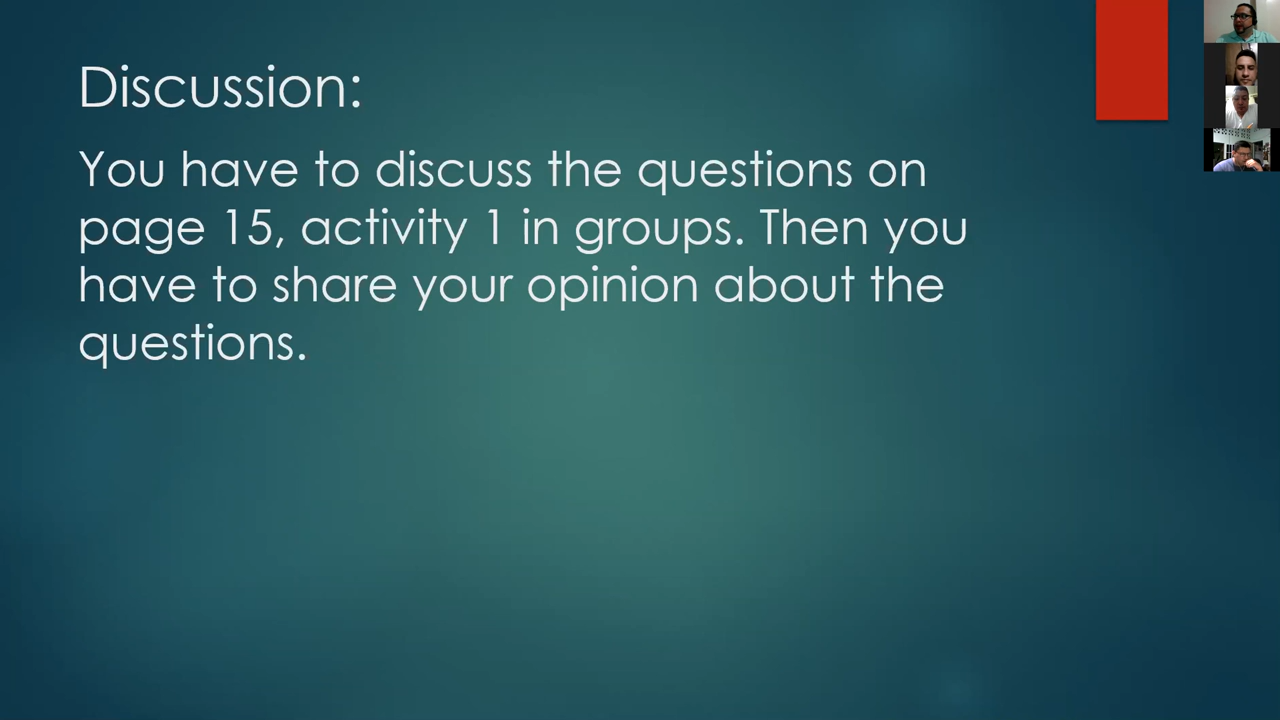 Discussion:
You have to discuss the questions on
page 15, activity 1 in groups. Then you
have to share your opinion about the
questions.